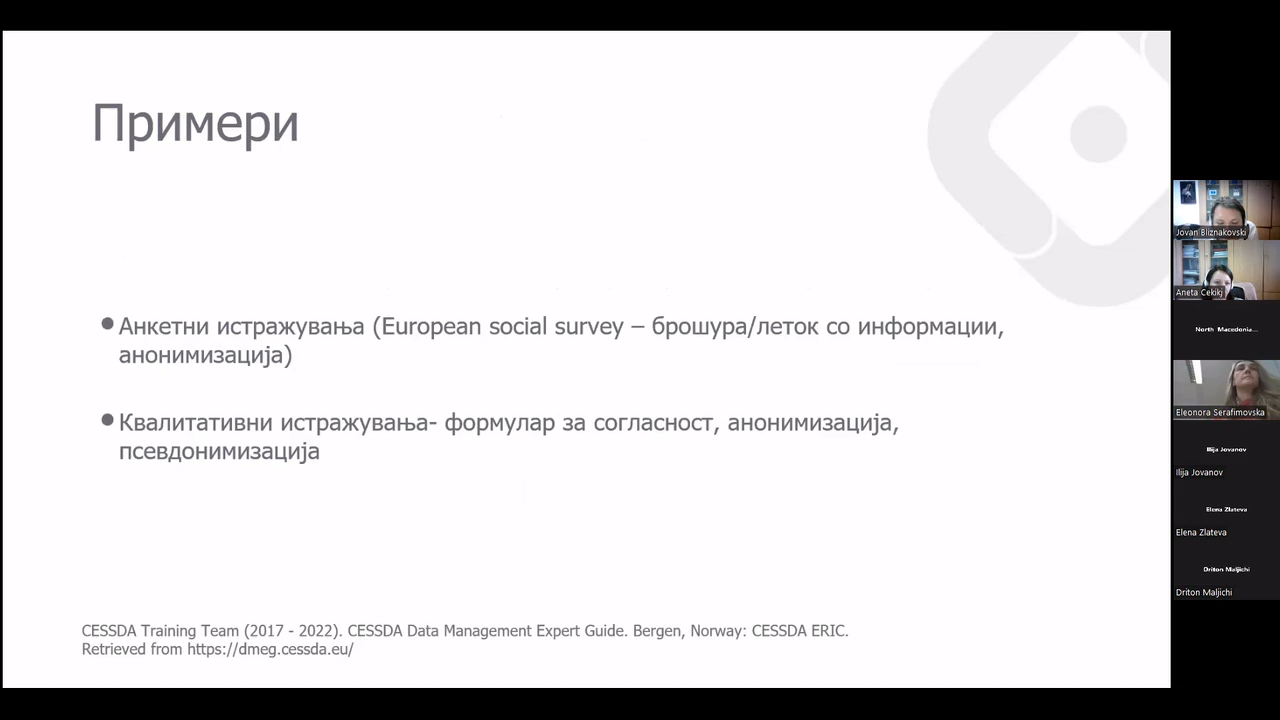 Примери
●Анкетни истражувања (European social survey – брошура/леток со информации,
анонимизација)
●Квалитативни истражувања- формулар за согласност, анонимизација,
псевдонимизација
CESSDA Training Team (2017 - 2022). CESSDA Data Management Expert Guide. Bergen, Norway: CESSDA ERIC.
Retrieved from https://dmeg.cessda.eu/
Jovan Bliznakovski
Aneta Cekikj
North Macedonia...
Eleonora Serafimovska
Ilija Jovanov
Ilija Jovanov
Elena Zlateva
Elena Zlateva
Driton Maljichi
Driton Maljichi